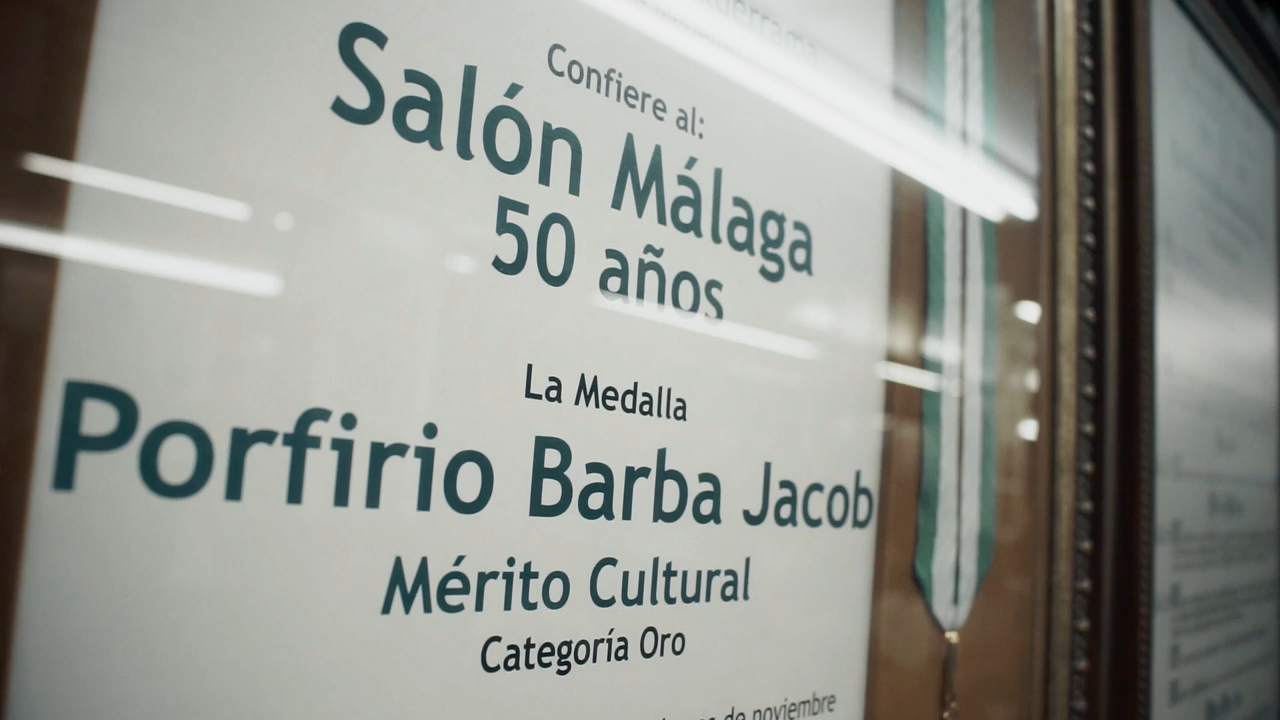 Confiere al:
Salón Málaga
50 años
La Medalla
Porfirio Barba Jacob
Mérito Cultural
Categoría Oro
de noviembre